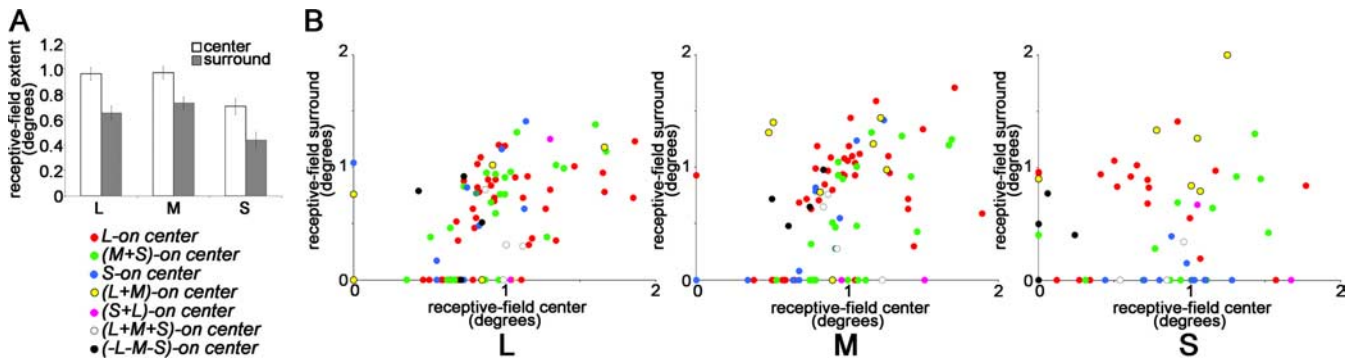 A
receptive-field extent
(degrees)
1.2
1.0
0.8
0.6
0.4
0.2
0
center
surround
L M S
L-on center
(M+S)-on center
S-on center
(L+M)-on center
(S+L)-on center
(L+M+S)-on center
(-L-M-S)-on center
B
receptive-field surround
(degrees)
2
1
0
0 1 2
receptive-field center
(degrees)
L
receptive-field surround
(degrees)
2
1
0
0 1 2
receptive-field center
(degrees)
M
receptive-field surround
(degrees)
2
1
0
0 1 2
receptive-field center
(degrees)
S